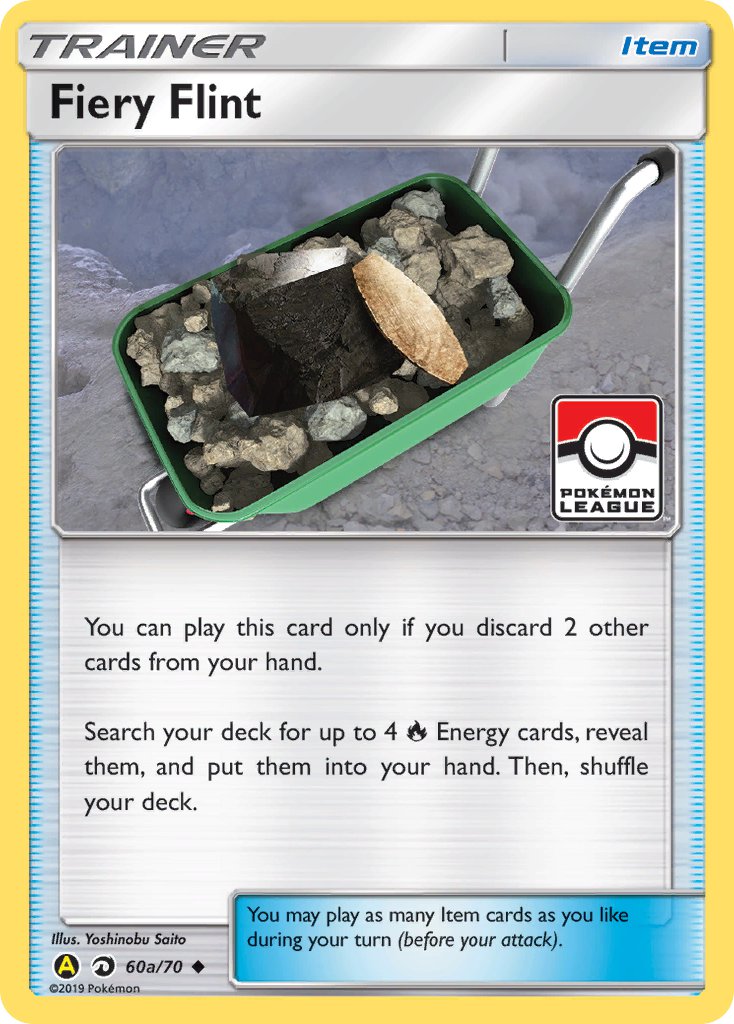 TRAINER Item
Fiery Flint
POKÉMON
LEAGUE
TM
You can play this card only if you discard 2 other
cards from your hand.
Search your deck for up to 4 Energy cards, reveal
them, and put them into your hand. Then, shuffle
your deck.
You may play as many Item cards as you like
during your turn (before your attack).
Illus. Yoshinobu Saito
A 60a/70
©2019 Pokémon